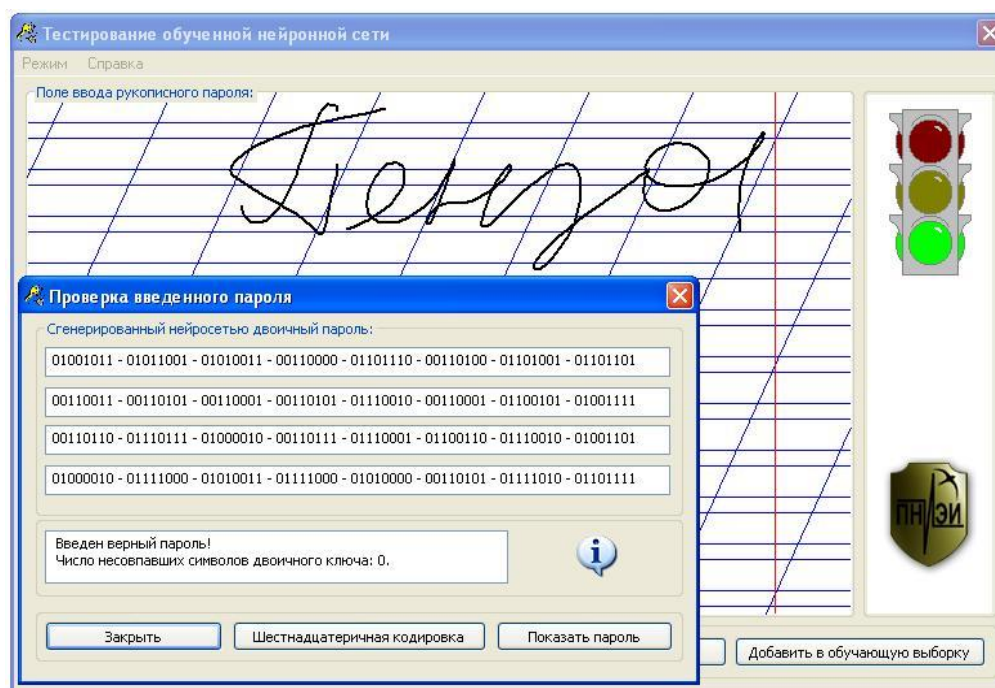 Тестирование обученной нейронной сети
Режим Справка
Поле ввода рукописного пароля:
Пенза
Проверка введенного пароля
Сгенерированный нейросетью двоичный пароль:
01001011 - 01011001 - 01010011 - 00110000 - 01101110 - 00110100 - 01101001 - 01101101
00110011 - 00110101 - 00110001 - 00110101 - 01110010 - 00110001 - 01100101 - 01001111
00110110 - 01110111 - 01000010 - 00110111 - 01110001 - 01100110 - 01110010 - 01001101
01000010 - 01111000 - 01010011 - 01111000 - 01010000 - 00110101 - 01111010 - 01101111
ПНИЭИ
Введен верный пароль!
Число несовпавших символов двоичного ключа: 0.
Закрыть Шестнадцатеричная кодировка Показать пароль
Добавить в обучающую выборку